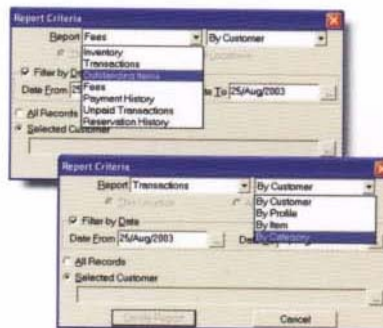 Report Criteria
Report Fees By Customer
Inventory
Transactions
Outstanding Items
Fees
Payment History
Unpaid Transactions
Reservation History
Filter by D
Date From 25
To 25/Aug/2003
All Records
Selected Customer
Report Criteria
Report Transactions By Customer
By Customer
By Profile
By Item
By Category
Filter by Date
Date From 25/Aug/2003
All Records
Selected Customer
Cancel